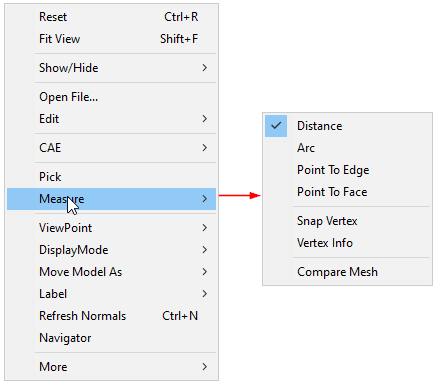 Reset Ctrl+R
Fit View Shift+F
Show/Hide
Open File...
Edit
CAE
Pick
Measure
ViewPoint
DisplayMode
Move Model As
Label
Refresh Normals Ctrl+N
Navigator
More
Distance
Arc
Point To Edge
Point To Face
Snap Vertex
Vertex Info
Compare Mesh